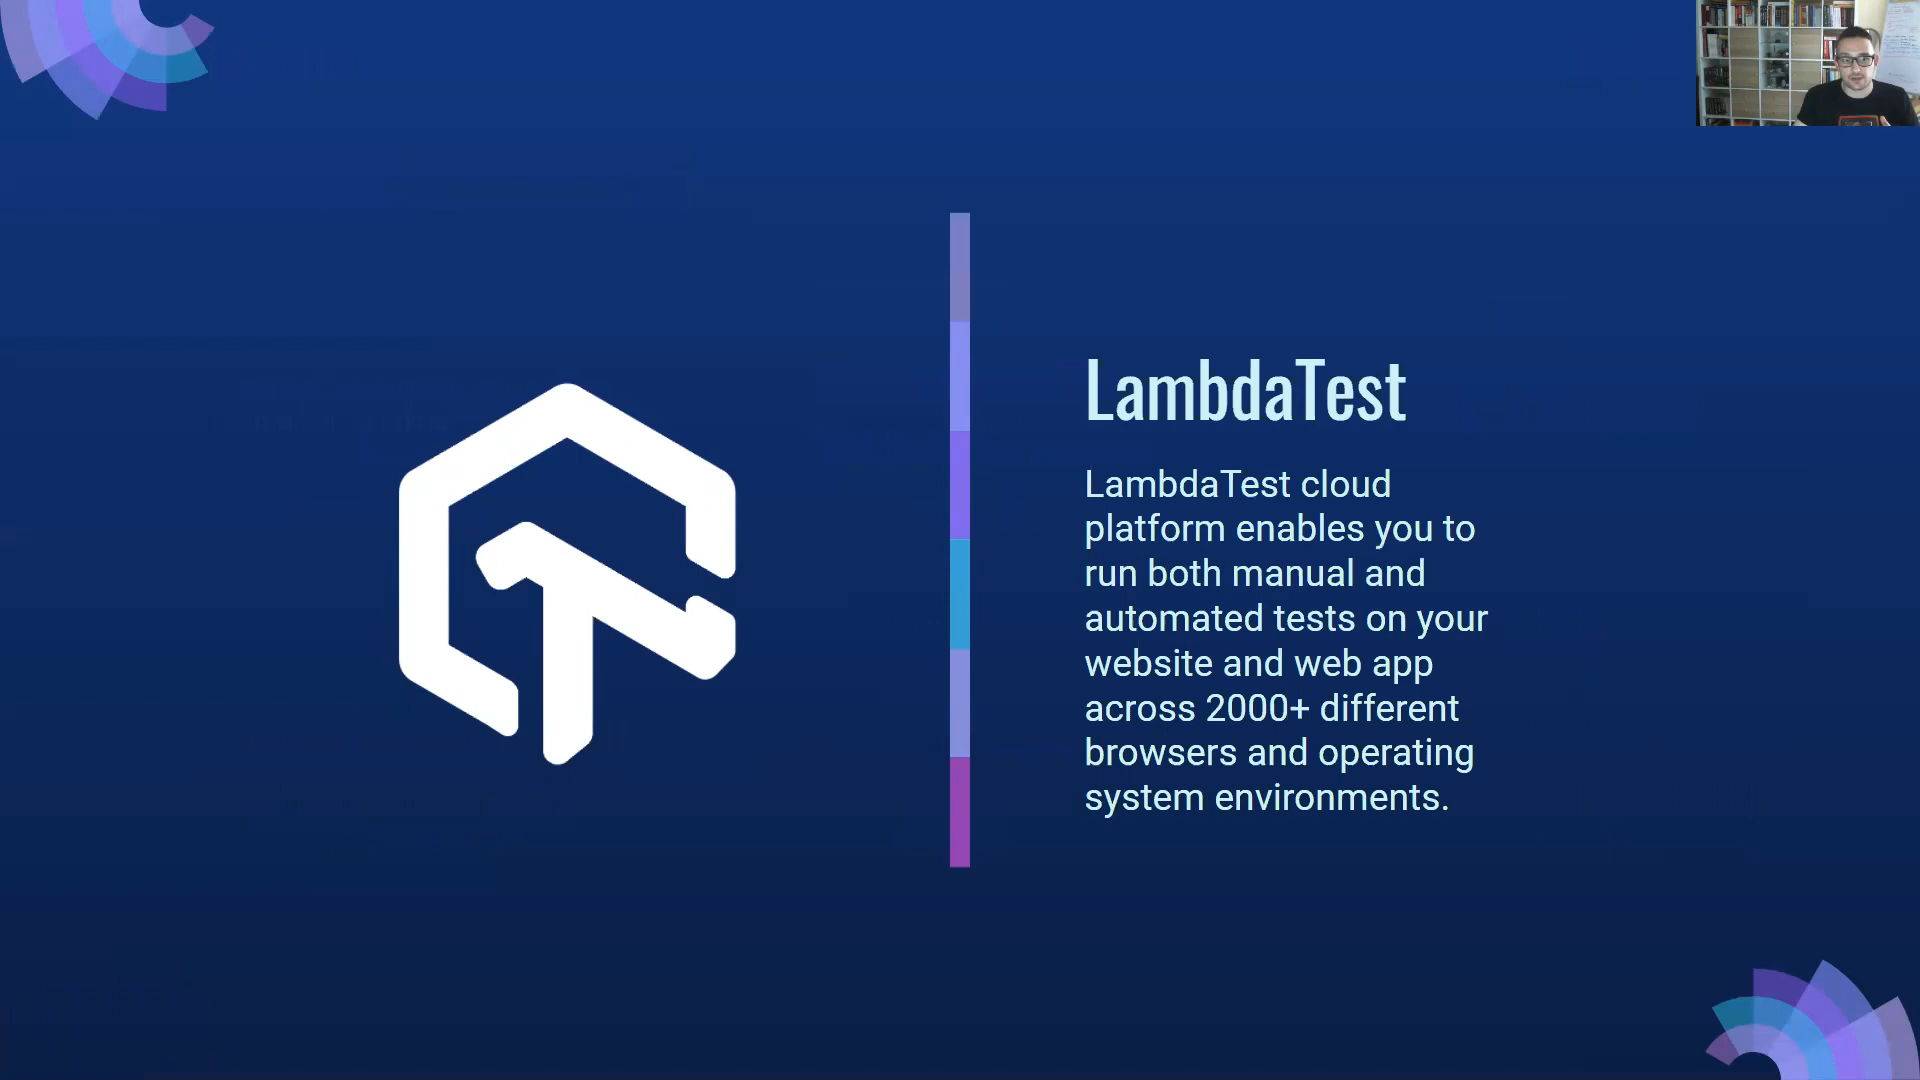 LambdaTest
LambdaTest cloud
platform enables you to
run both manual and
automated tests on your
website and web app
across 2000+ different
browsers and operating
system environments.